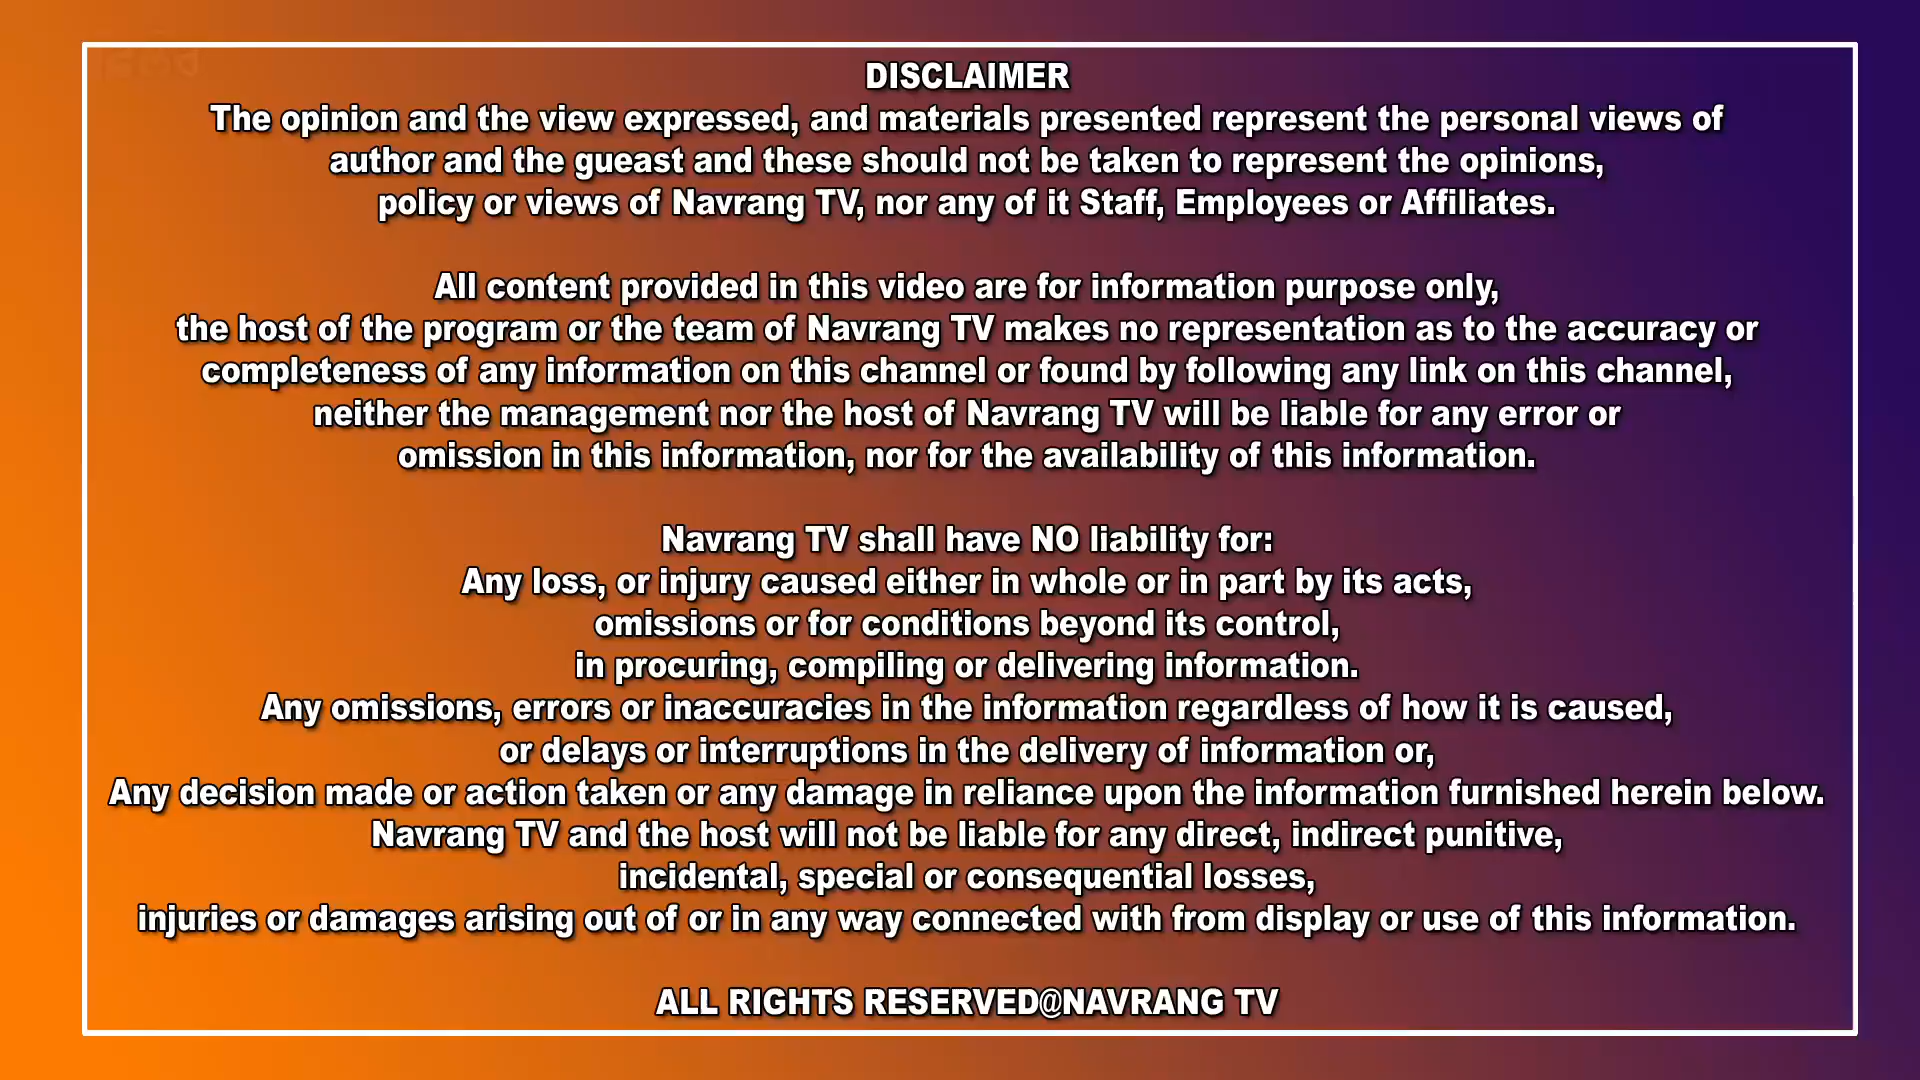 DISCLAIMER
The opinion and the view expressed, and materials presented represent the personal views of
author and the gueast and these should not be taken to represent the opinions,
policy or views of Navrang TV, nor any of it Staff, Employees or Affiliates.
All content provided in this video are for information purpose only,
the host of the program or the team of Navrang TV makes no representation as to the accuracy or
completeness of any information on this channel or found by following any link on this channel,
neither the management nor the host of Navrang TV will be liable for any error or
omission in this information, nor for the availability of this information.
Navrang TV shall have NO liability for:
Any loss, or injury caused either in whole or in part by its acts,
omissions or for conditions beyond its control,
in procuring, compiling or delivering information.
Any omissions, errors or inaccuracies in the information regardless of how it is caused,
or delays or interruptions in the delivery of information or,
Any decision made or action taken or any damage in reliance upon the information furnished herein below.
Navrang TV and the host will not be liable for any direct, indirect punitive,
incidental, special or consequential losses,
injuries or damages arising out of or in any way connected with from display or use of this information.
ALL RIGHTS RESERVED@NAVRANG TV